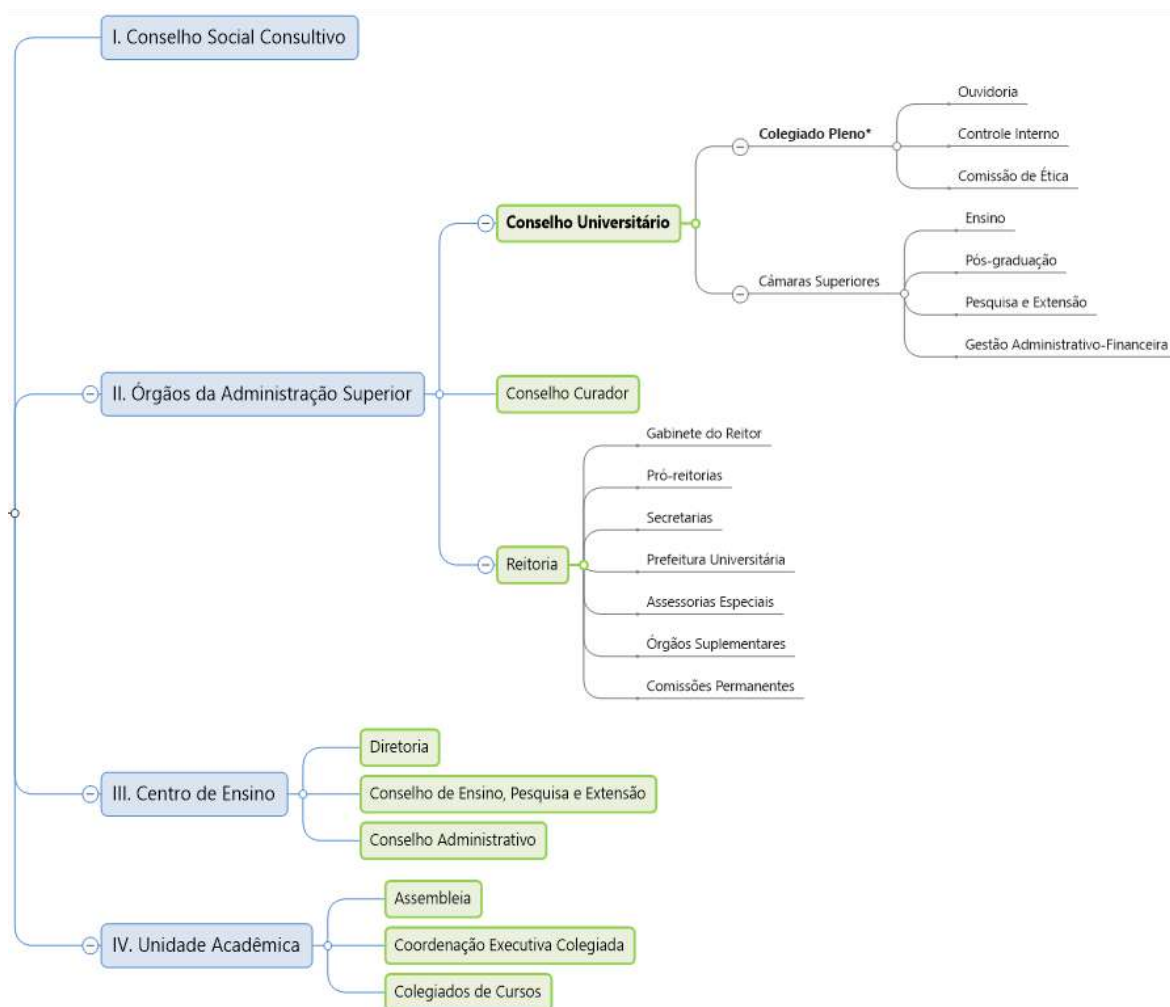 I. Conselho Social Consultivo
II. Órgãos da Administração Superior
Conselho Universitário
Colegiado Pleno*
Ouvidoria
Controle Interno
Comissão de Ética
Câmaras Superiores
Ensino
Pós-graduação
Pesquisa e Extensão
Gestão Administrativo-Financeira
Conselho Curador
Reitoria
Gabinete do Reitor
Pró-reitorias
Secretarias
Prefeitura Universitária
Assessorias Especiais
Órgãos Suplementares
Comissões Permanentes
III. Centro de Ensino
Diretoria
Conselho de Ensino, Pesquisa e Extensão
Conselho Administrativo
IV. Unidade Acadêmica
Assembleia
Coordenação Executiva Colegiada
Colegiados de Cursos